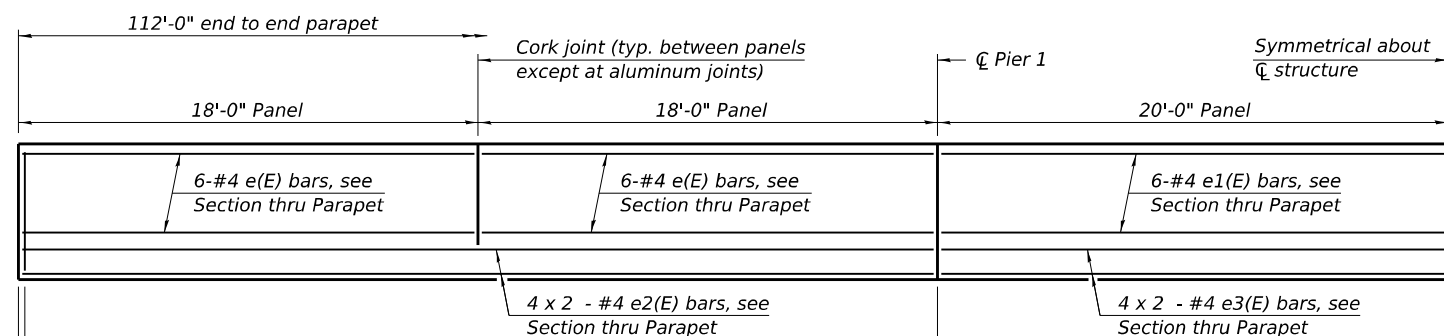 112'-0" end to end parapet
Cork joint (typ. between panels
except at aluminum joints)
℄ Pier 1
Symmetrical about
℄ structure
18'-0" Panel
18'-0" Panel
20'-0" Panel
6-#4 e(E) bars, see
Section thru Parapet
6-#4 e(E) bars, see
Section thru Parapet
6-#4 e1(E) bars, see
Section thru Parapet
4 x 2 - #4 e2(E) bars, see
Section thru Parapet
4 x 2 - #4 e3(E) bars, see
Section thru Parapet